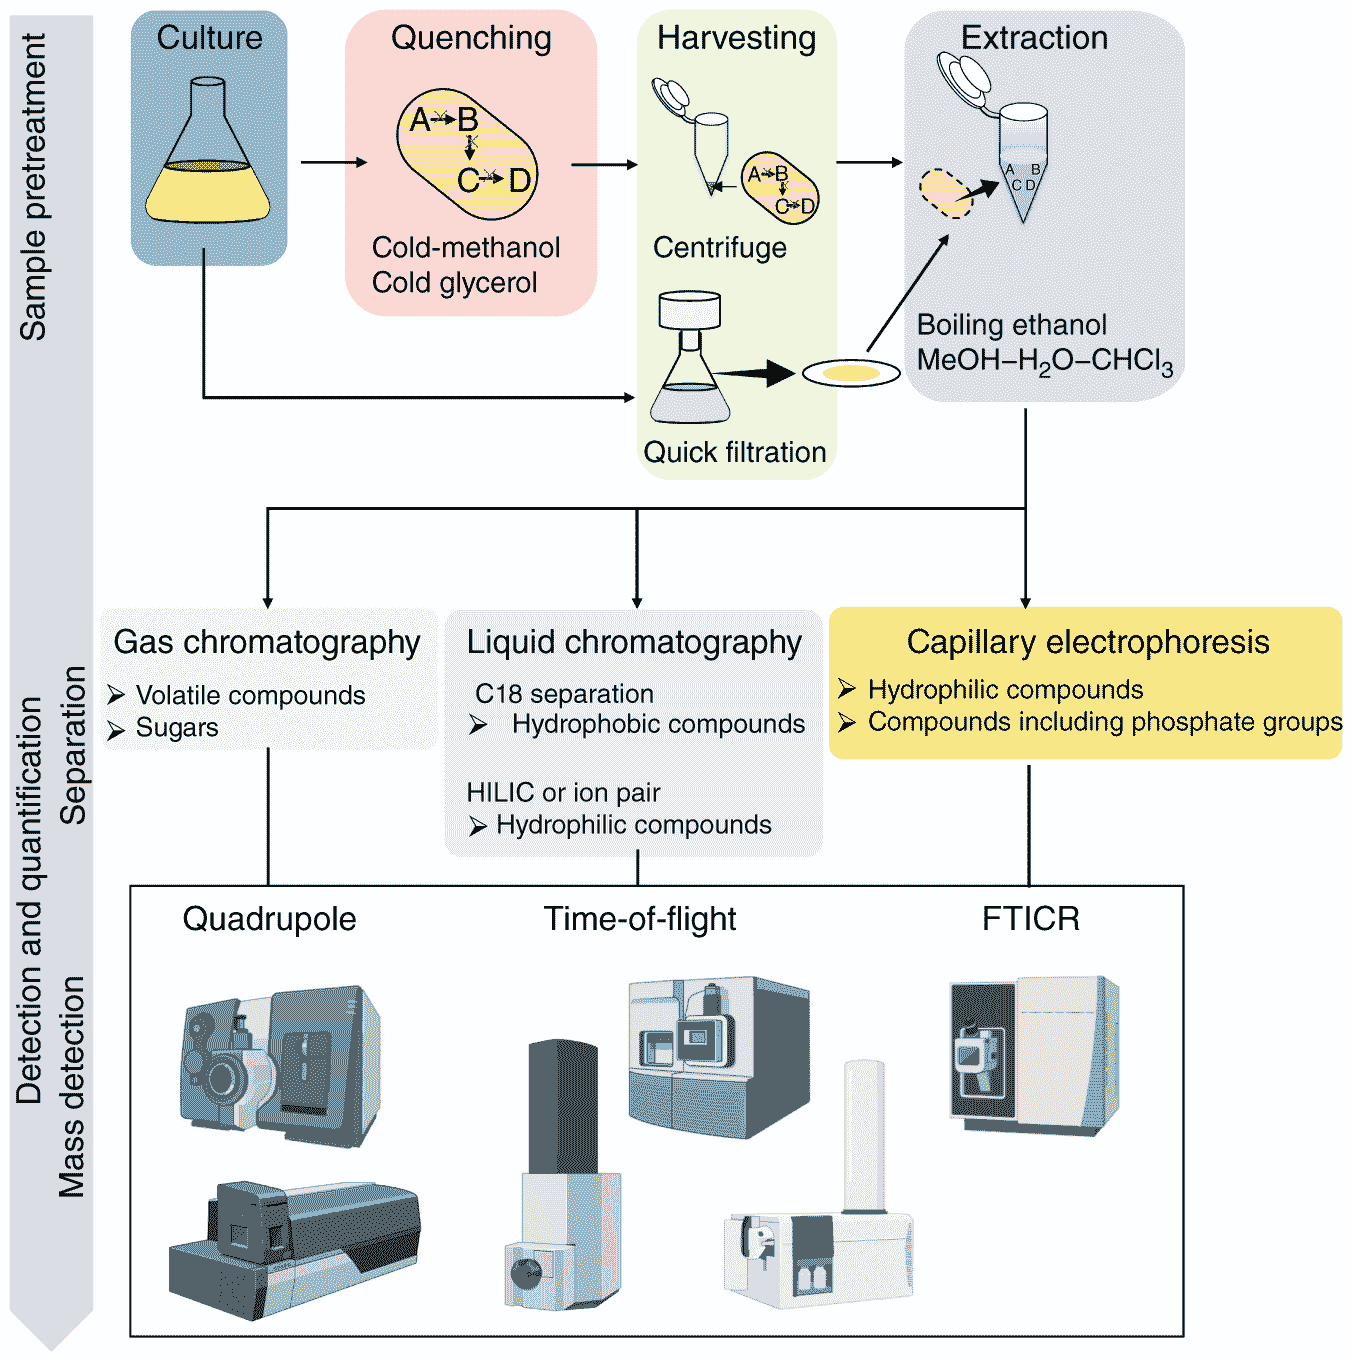 Sample pretreatment
Culture
Quenching
A B
C D
Cold-methanol
Cold glycerol
Harvesting
A B
C D
Centrifuge
Quick filtration
Extraction
A B
C D
Boiling ethanol
MeOH–H₂O–CHCl₃
Detection and quantification
Separation
Gas chromatography
➢ Volatile compounds
➢ Sugars
Liquid chromatography
C18 separation
➢ Hydrophobic compounds
HILIC or ion pair
➢ Hydrophilic compounds
Capillary electrophoresis
➢ Hydrophilic compounds
➢ Compounds including phosphate groups
Mass detection
Quadrupole
Time-of-flight
FTICR